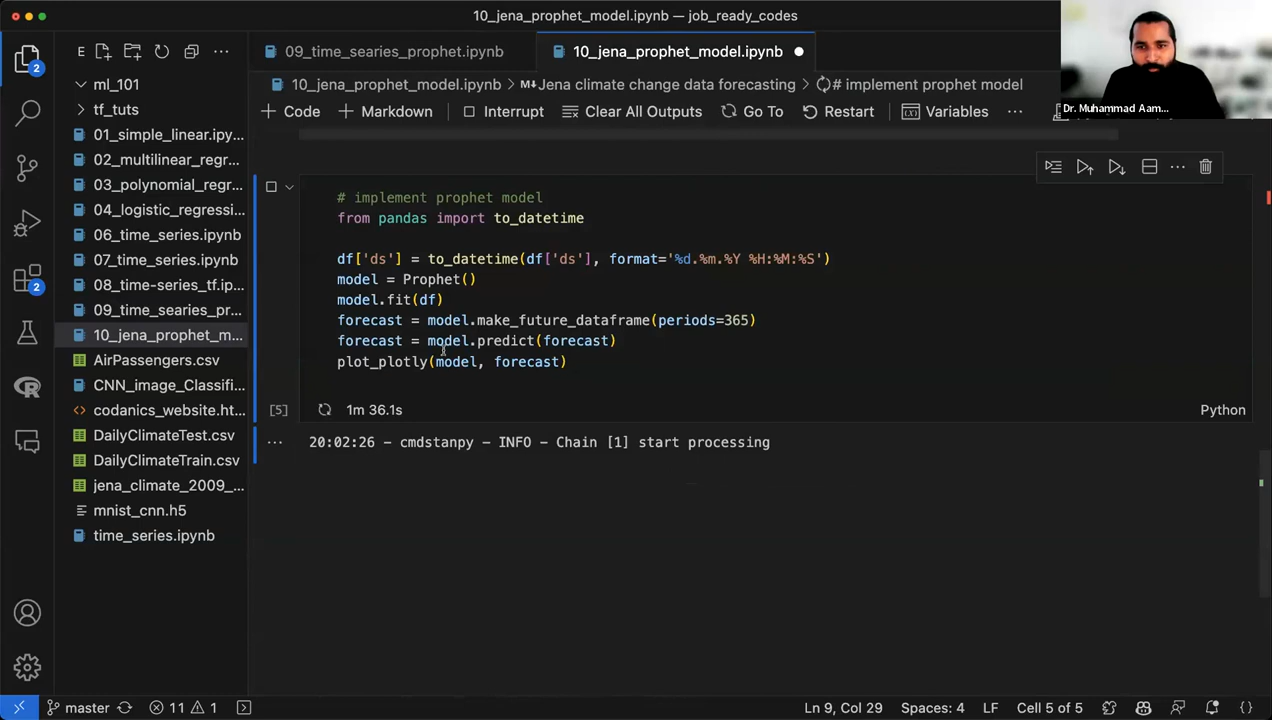 10_jena_prophet_model.ipynb — job_ready_codes
E
09_time_searies_prophet.ipynb
10_jena_prophet_model.ipynb
10_jena_prophet_model.ipynb > Jena climate change data forecasting > # implement prophet model
+ Code + Markdown Interrupt Clear All Outputs Go To Restart Variables ...
Dr. Muhammad Aam...
2
2
ml_101
tf_tuts
01_simple_linear.ipy...
02_multilinear_regr...
03_polynomial_regr...
04_logistic_regressi...
06_time_series.ipynb
07_time_series.ipynb
08_time-series_tf.ip...
09_time_searies_pr...
10_jena_prophet_m...
AirPassengers.csv
CNN_image_Classifi...
codanics_website.ht...
DailyClimateTest.csv
DailyClimateTrain.csv
jena_climate_2009_...
mnist_cnn.h5
time_series.ipynb
# implement prophet model
from pandas import to_datetime
df['ds'] = to_datetime(df['ds'], format='%d.%m.%Y %H:%M:%S')
model = Prophet()
model.fit(df)
forecast = model.make_future_dataframe(periods=365)
forecast = model.predict(forecast)
plot_plotly(model, forecast)
[5] 1m 36.1s Python
... 20:02:26 - cmdstanpy - INFO - Chain [1] start processing
master 11 1 Ln 9, Col 29 Spaces: 4 LF Cell 5 of 5